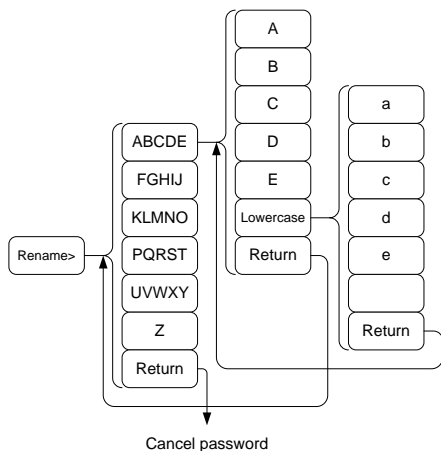 Rename>
ABCDE
FGHIJ
KLMNO
PQRST
UVWXY
Z
Return
A
B
C
D
E
Lowercase
Return
a
b
c
d
e
Return
Cancel password